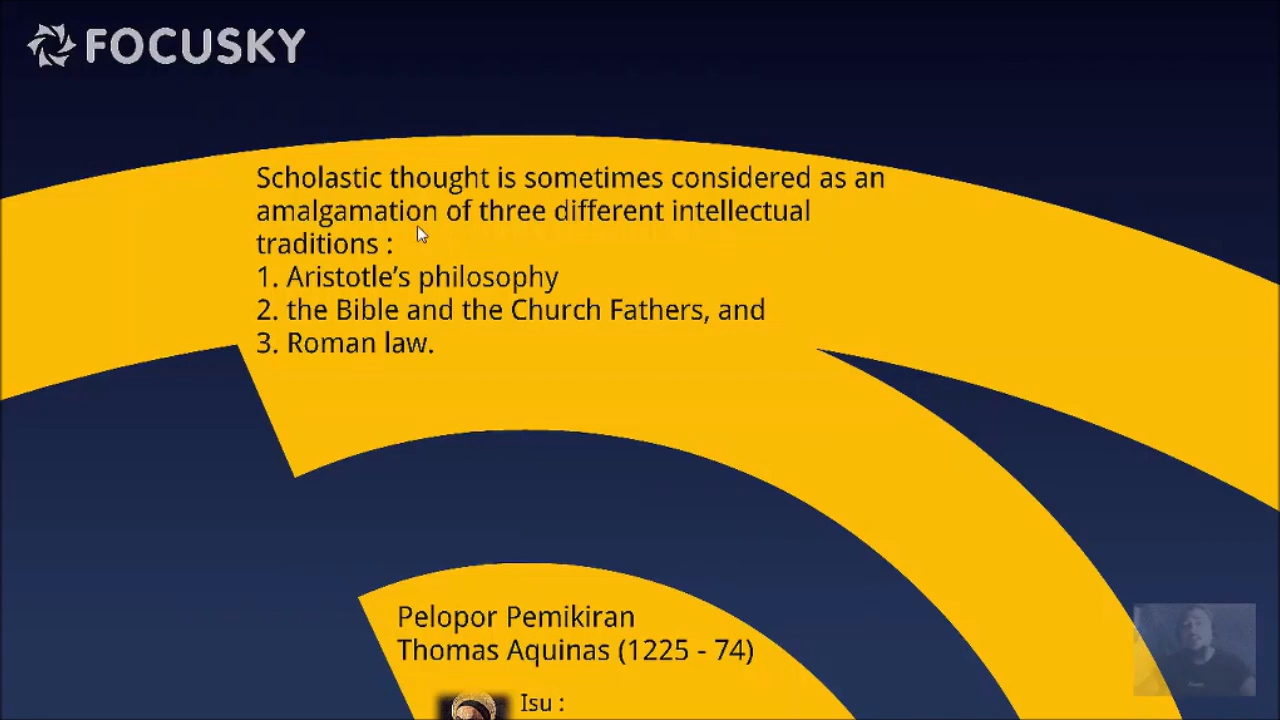 FOCUSKY
Scholastic thought is sometimes considered as an
amalgamation of three different intellectual
traditions :
1. Aristotle's philosophy
2. the Bible and the Church Fathers, and
3. Roman law.
Pelopor Pemikiran
Thomas Aquinas (1225 - 74)
Isu :